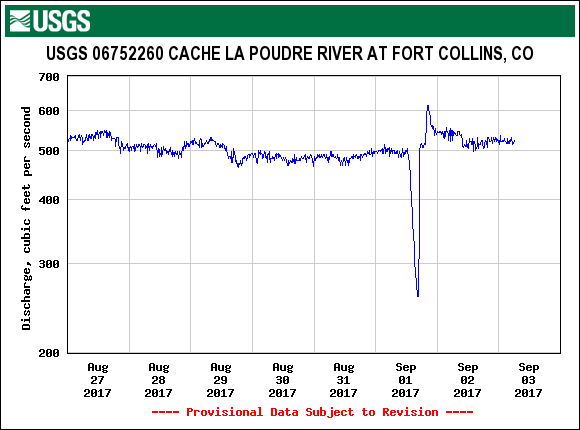 USGS
USGS 06752260 CACHE LA POUDRE RIVER AT FORT COLLINS, CO
Discharge, cubic feet per second
700
600
500
400
300
200
Aug 27 2017
Aug 28 2017
Aug 29 2017
Aug 30 2017
Aug 31 2017
Sep 01 2017
Sep 02 2017
Sep 03 2017
---- Provisional Data Subject to Revision ----